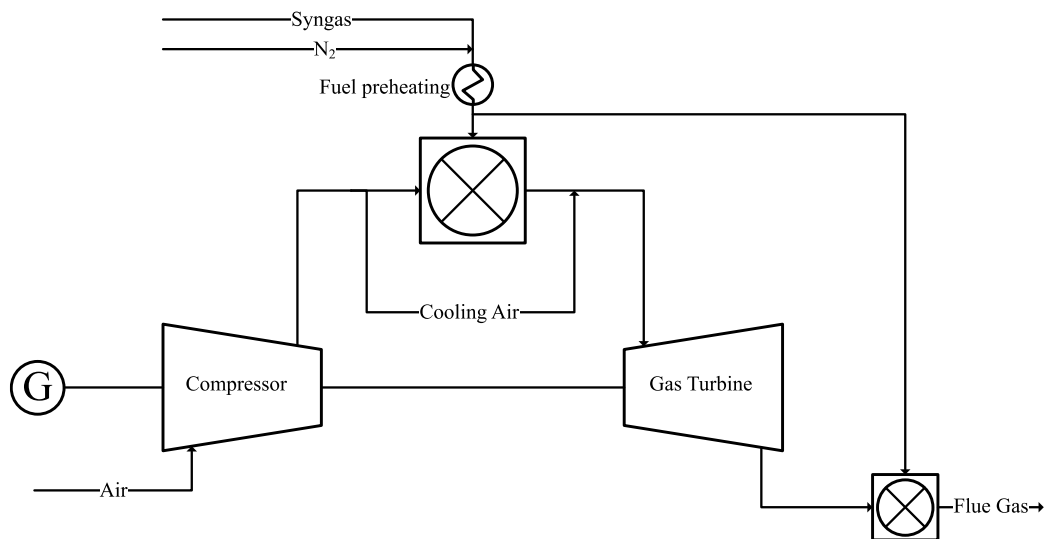 Syngas
N₂
Fuel preheating
Cooling Air
Compressor
Gas Turbine
G
Air
Flue Gas